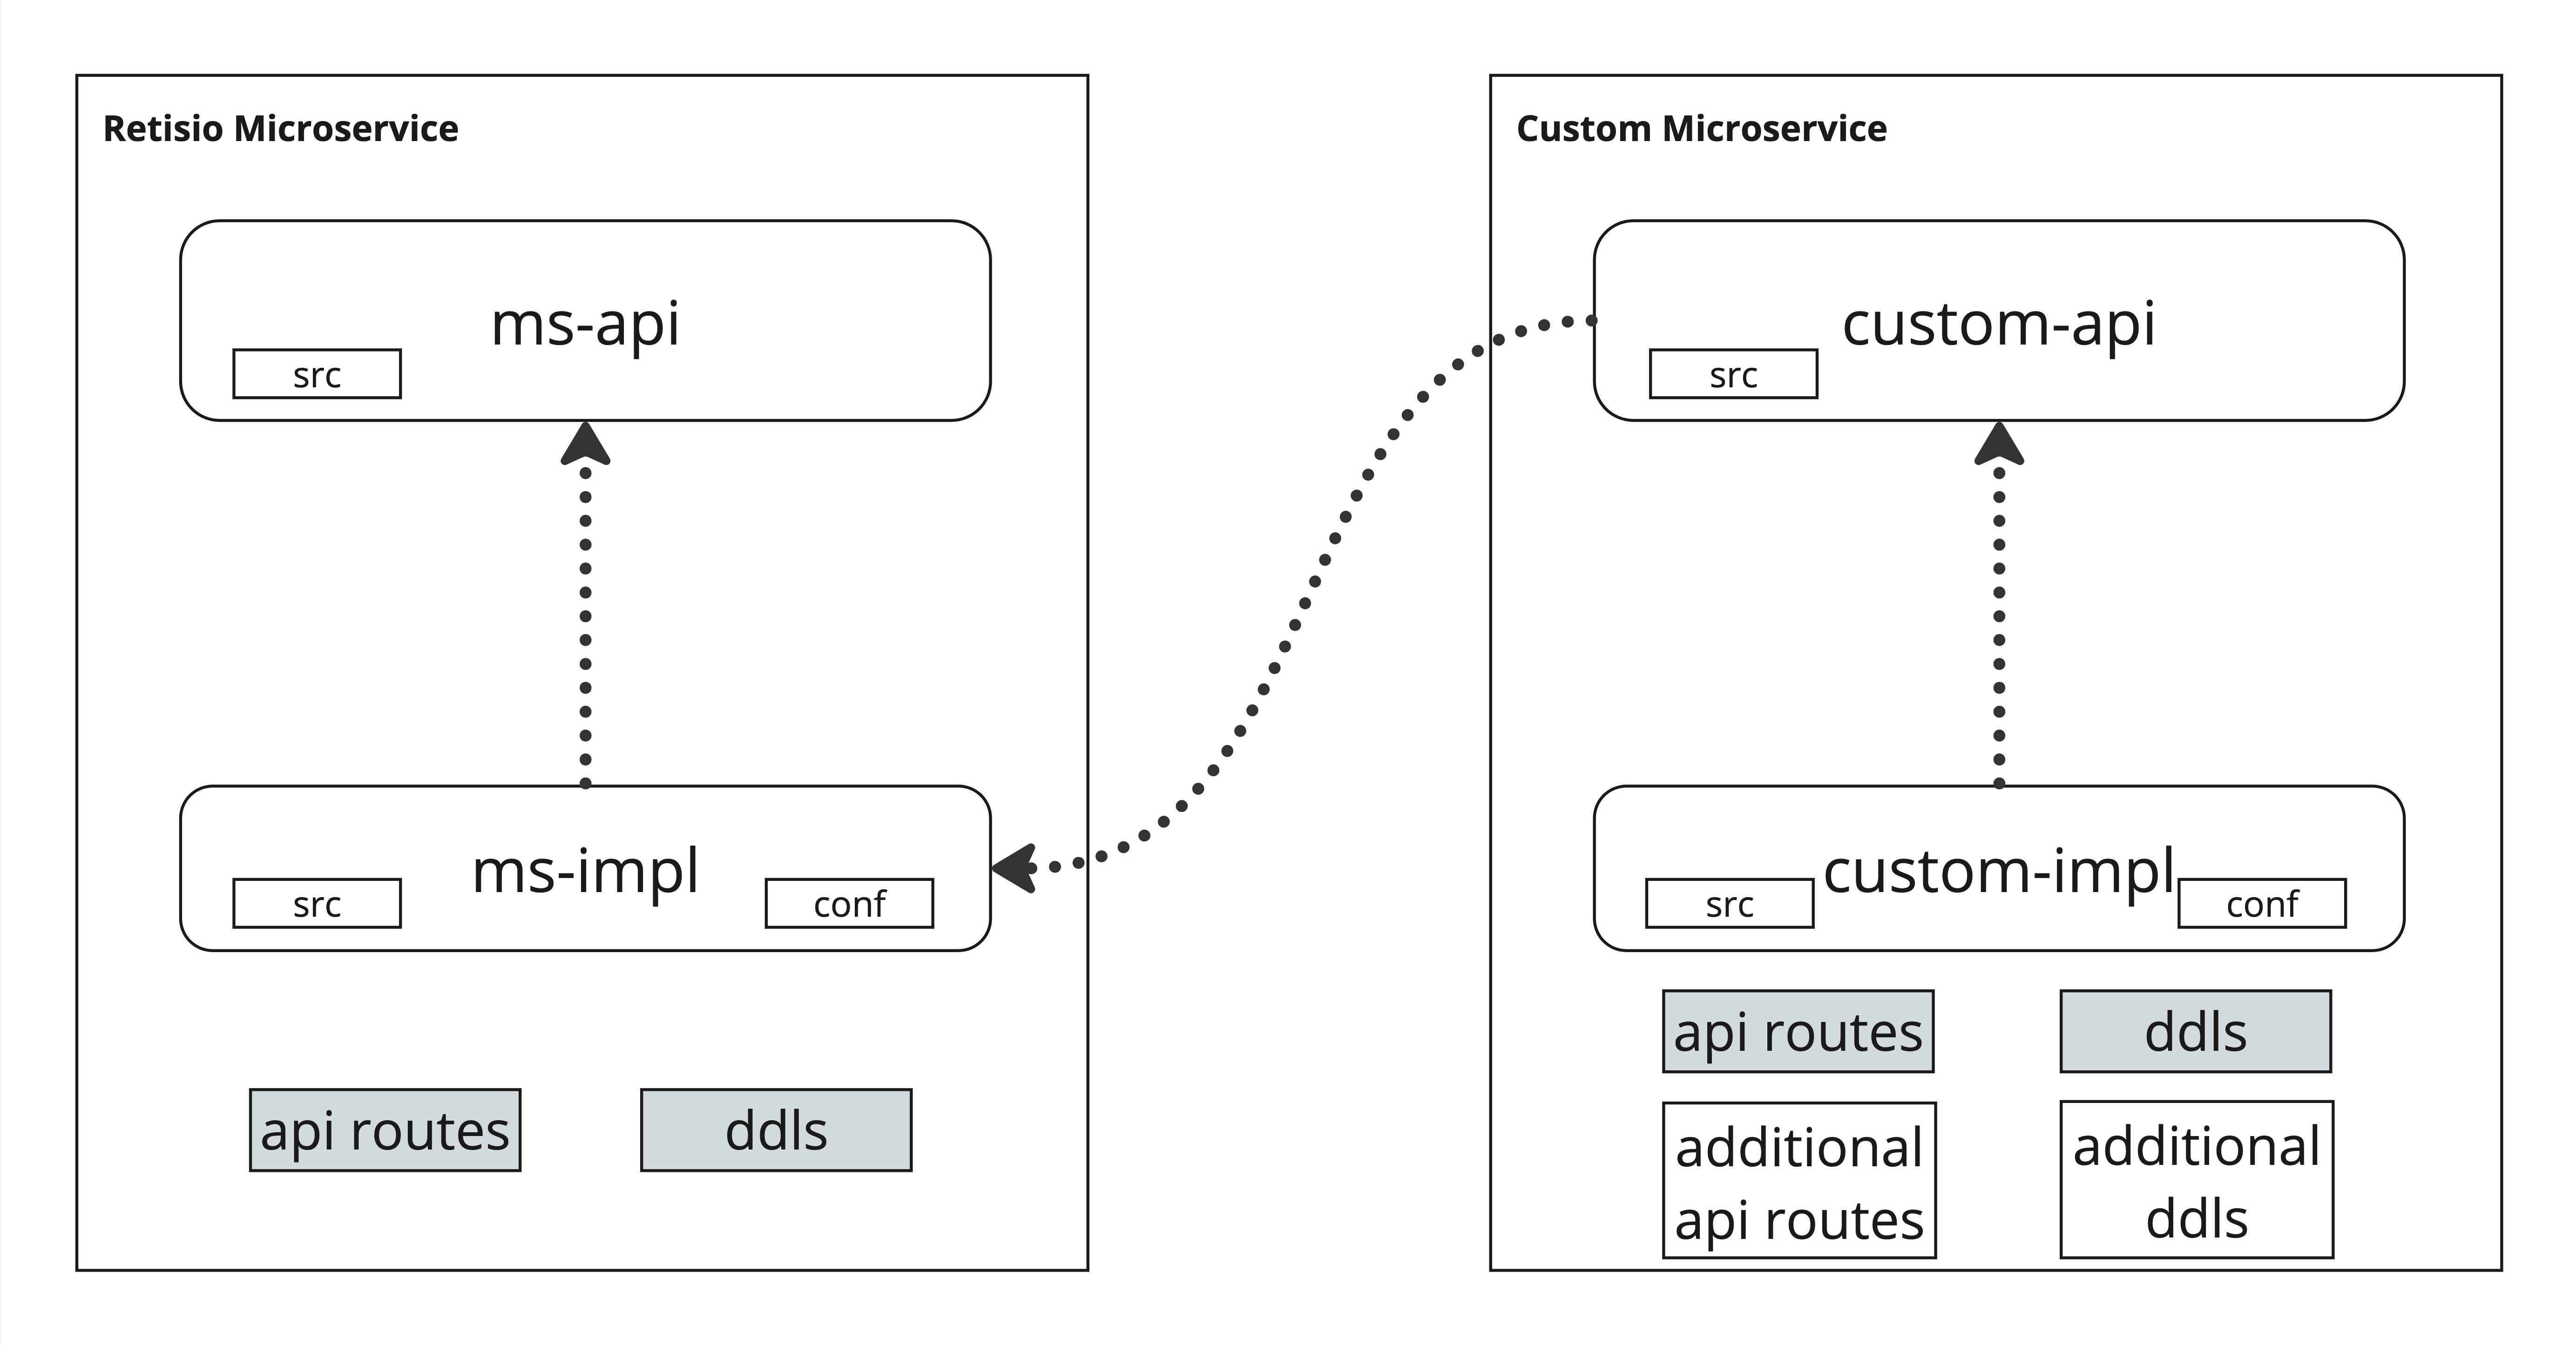 Retisio Microservice
ms-api
src
ms-impl
src
conf
api routes
ddls
Custom Microservice
custom-api
src
custom-impl
src
conf
api routes
ddls
additional
api routes
additional
ddls